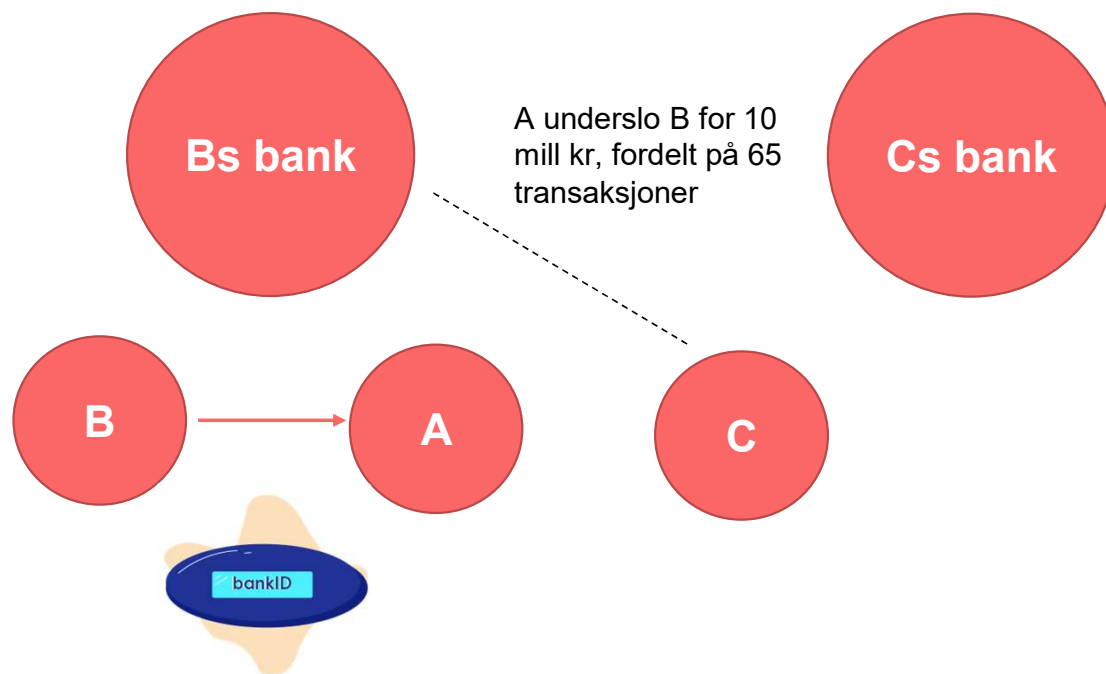 Bs bank
A underslo B for 10
mill kr, fordelt på 65
transaksjoner
Cs bank
B
A
C
bankID